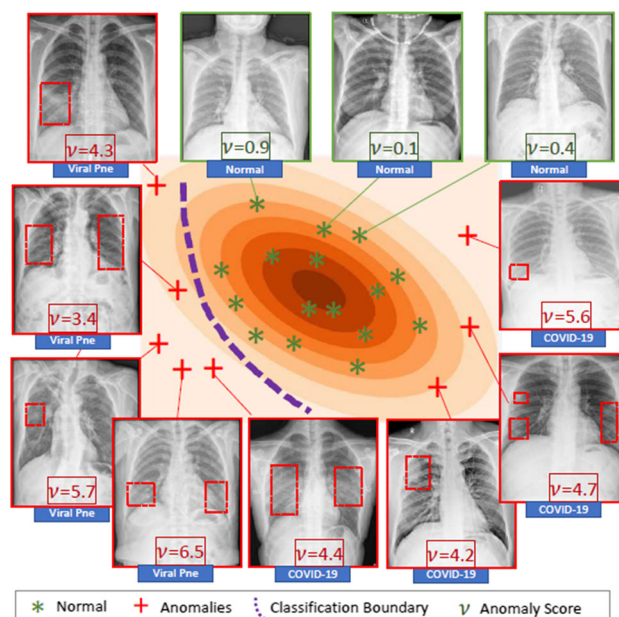 ν=4.3
Viral Pne
ν=0.9
Normal
ν=0.1
Normal
ν=0.4
Normal
ν=3.4
Viral Pne
ν=5.6
COVID-19
ν=5.7
Viral Pne
ν=6.5
Viral Pne
ν=4.4
COVID-19
ν=4.2
COVID-19
ν=4.7
COVID-19
Normal Anomalies Classification Boundary ν Anomaly Score